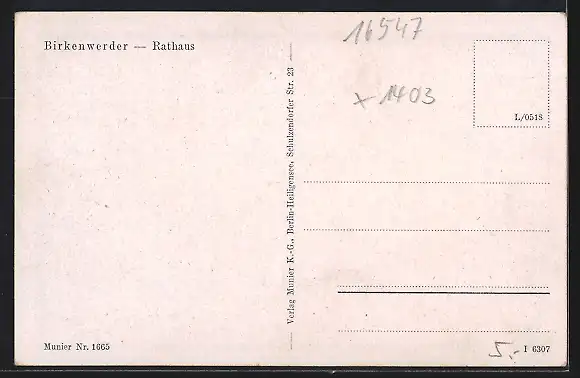 Birkenwerder — Rathaus
16547
x 1403
L/0518
Verlag Munier K.-G., Berlin-Heiligensee, Schulzendorfer Str. 23
Munier Nr. 1665
5.-
I 6307